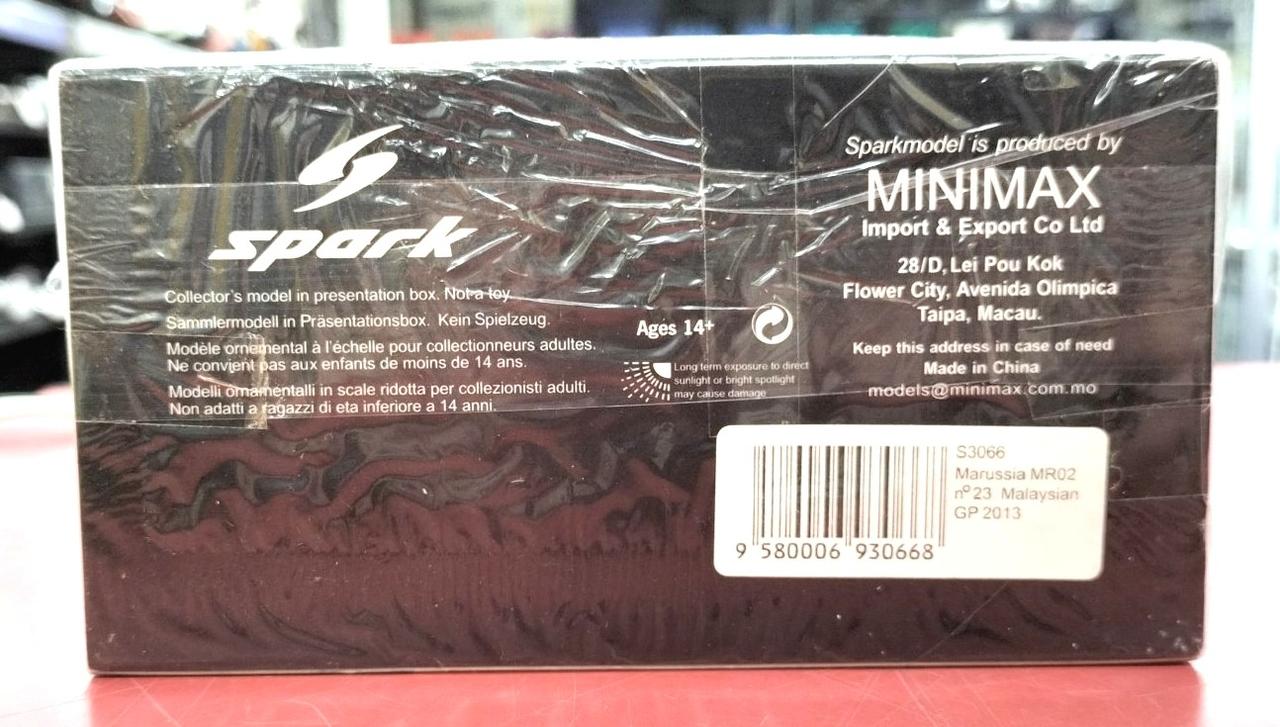 spark
Collector's model in presentation box. Not a toy
Sammlermodell in Präsentationsbox. Kein Spielzeug.
Modèle ornemental à l'échelle pour collectionneurs adultes.
Ne convient pas aux enfants de moins de 14 ans.
Modelli ornamentalli in scale ridotta per collezionisti adulti.
Non adatti a ragazzi di eta inferiore a 14 anni.
Ages 14+
Long term exposure to direct
sunlight or bright spotlight
may cause damage
Sparkmodel is produced by
MINIMAX
Import & Export Co Ltd
28/D, Lei Pou Kok
Flower City, Avenida Olimpica
Taipa, Macau.
Keep this address in case of need
Made in China
models@minimax.com.mo
S3066
Marussia MR02
nº 23 Malaysian
GP 2013
9 580006 930668